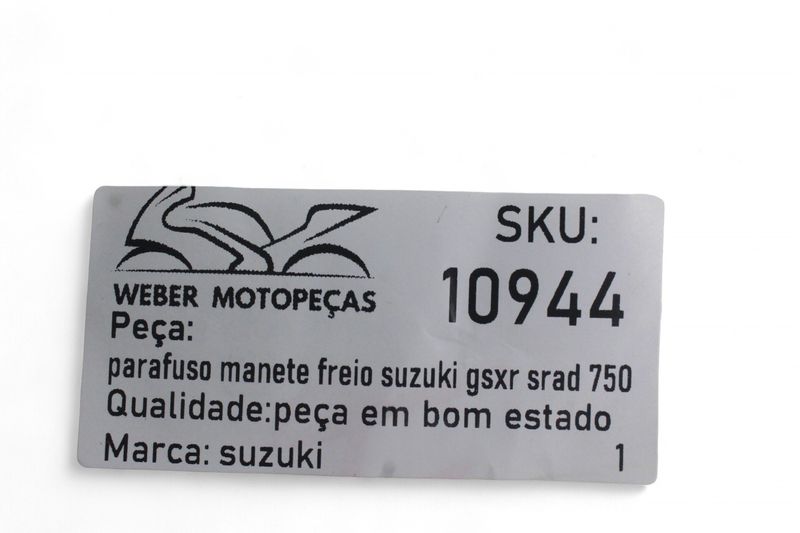 SKU:
10944
WEBER MOTOPEÇAS
Peça:
parafuso manete freio suzuki gsxr srad 750
Qualidade:peça em bom estado
Marca: suzuki 1